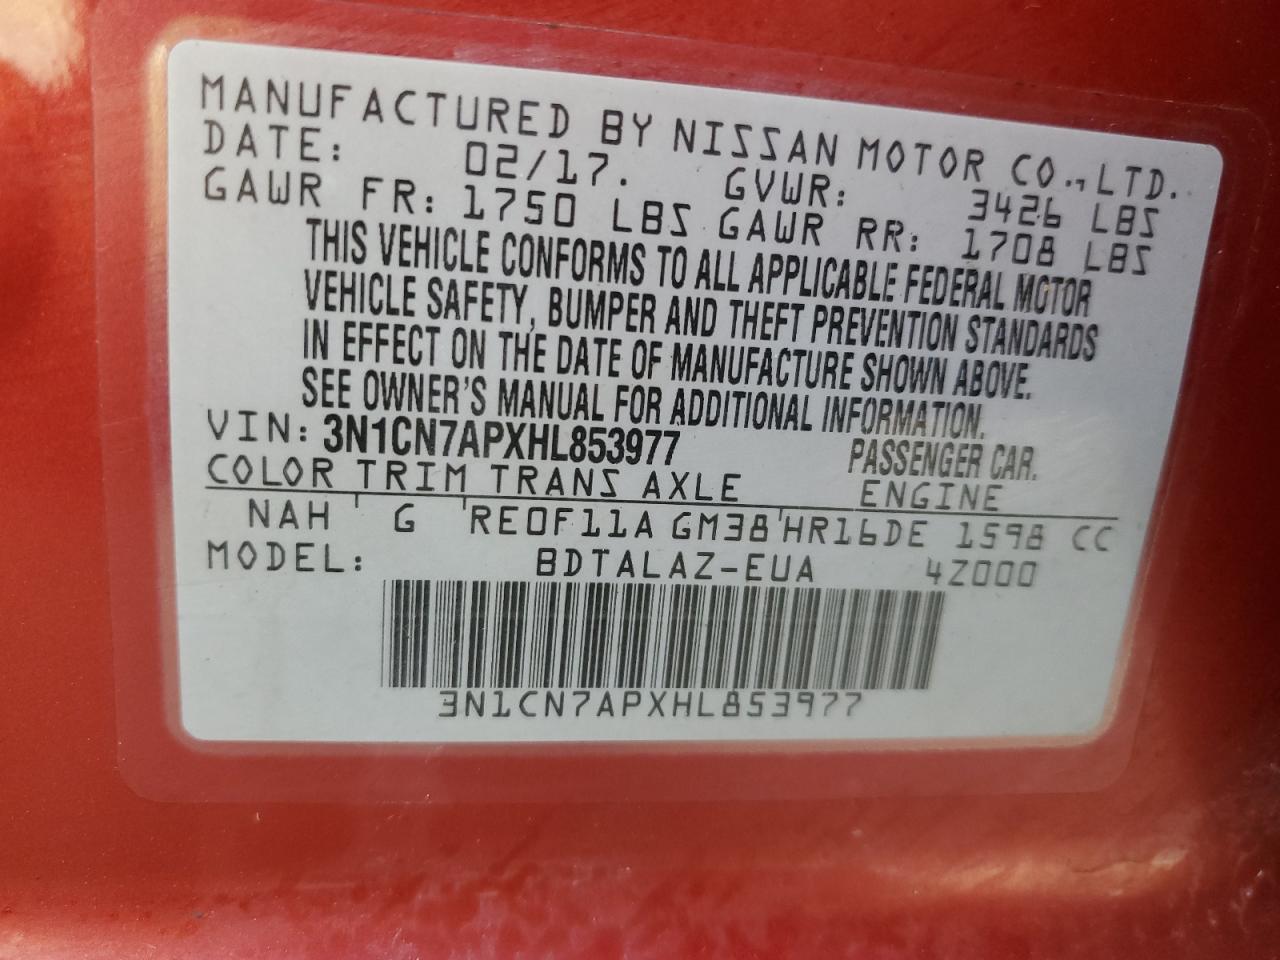 MANUFACTURED BY NISSAN MOTOR CO.,LTD.
DATE: 02/17. GVWR: 3426 LBS
GAWR FR: 1750 LBS GAWR RR: 1708 LBS
THIS VEHICLE CONFORMS TO ALL APPLICABLE FEDERAL MOTOR
VEHICLE SAFETY, BUMPER AND THEFT PREVENTION STANDARDS
IN EFFECT ON THE DATE OF MANUFACTURE SHOWN ABOVE.
SEE OWNER'S MANUAL FOR ADDITIONAL INFORMATION.
VIN: 3N1CN7APXHL853977 PASSENGER CAR.
COLOR TRIM TRANS AXLE ENGINE
NAH G RE0F11A GM38 HR16DE 1598 CC
MODEL: BDTALAZ-EUA 4Z000
3N1CN7APXHL853977